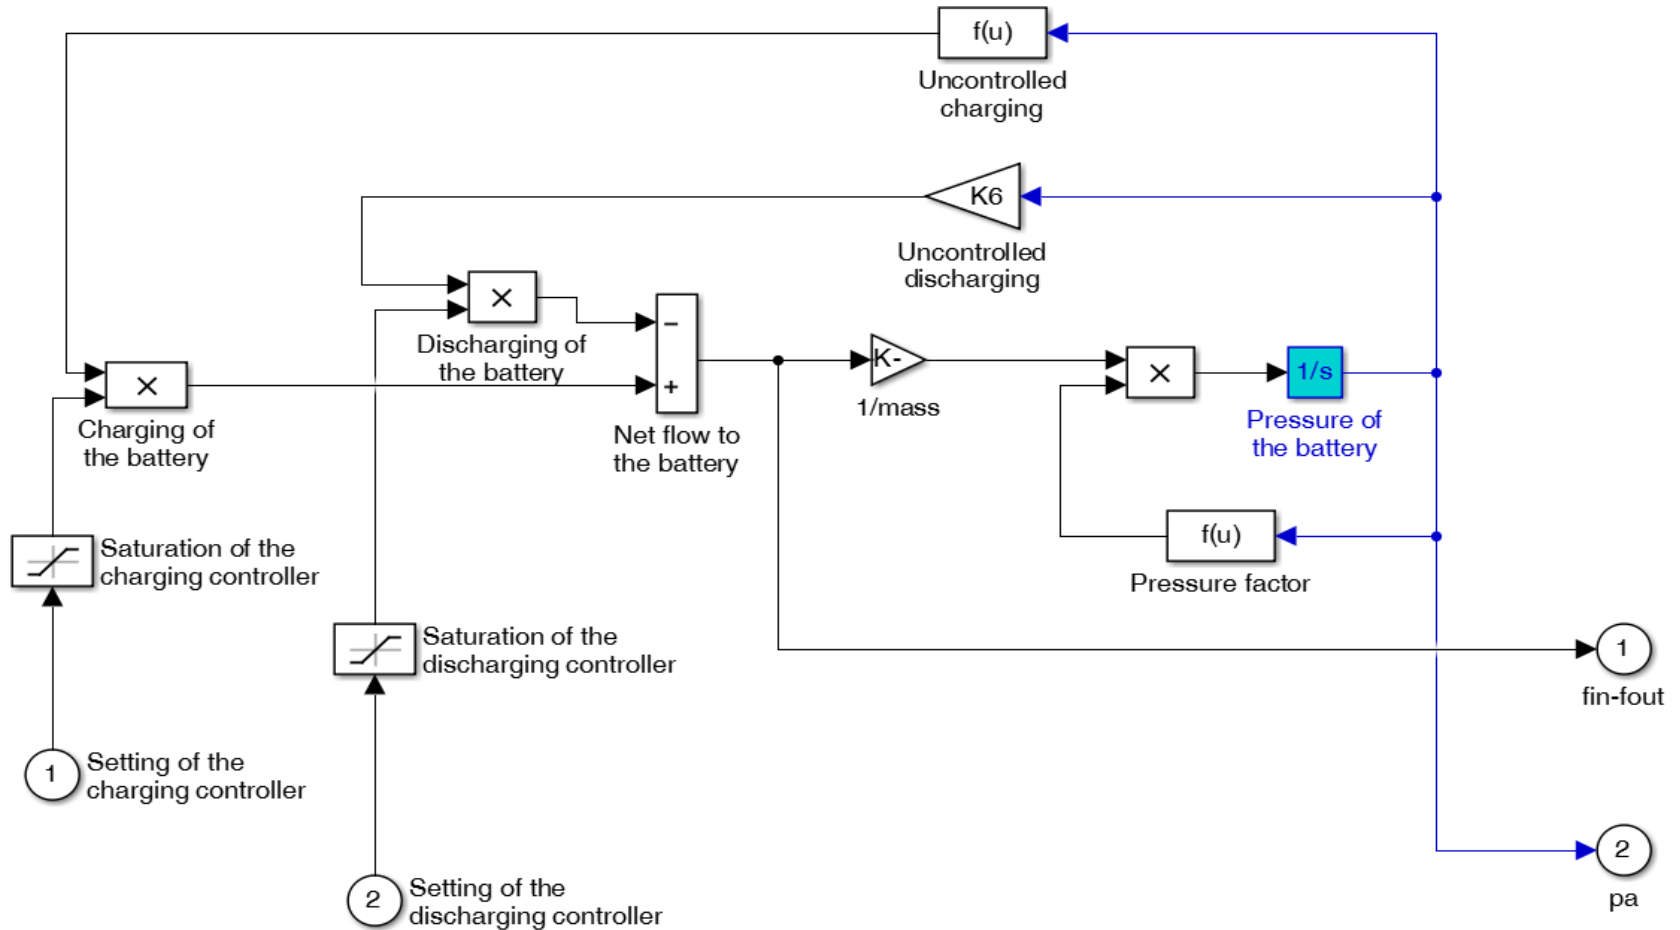 f(u)
Uncontrolled
charging
K6
Uncontrolled
discharging
×
Discharging of
the battery
−
+
Net flow to
the battery
×
Charging of
the battery
K-
1/mass
×
1/s
Pressure of
the battery
f(u)
Pressure factor
Saturation of the
charging controller
Saturation of the
discharging controller
1
fin-fout
1
Setting of the
charging controller
2
pa
2
Setting of the
discharging controller